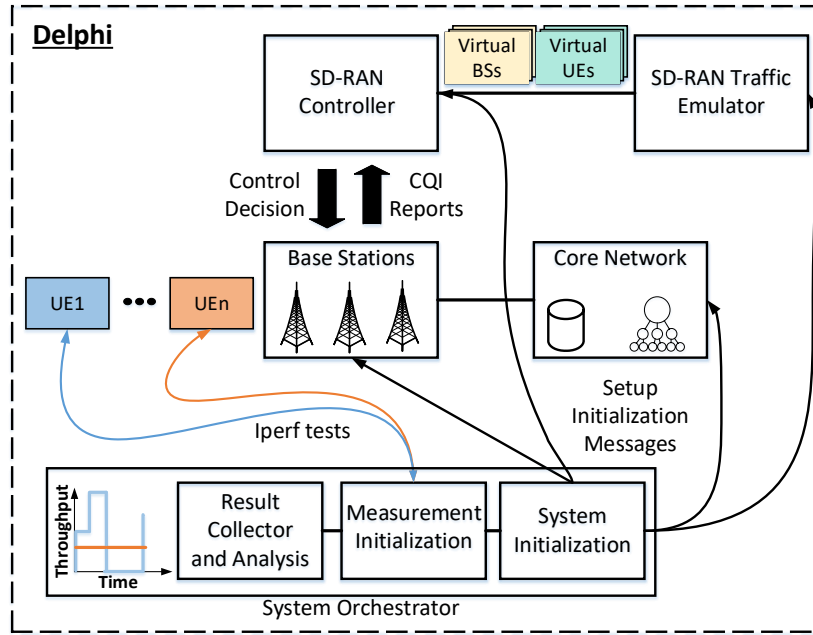 Delphi
SD-RAN
Controller
Virtual
BSs
Virtual
UEs
SD-RAN Traffic
Emulator
Control
Decision
CQI
Reports
UE1
UEn
Base Stations
Core Network
Setup
Initialization
Messages
Iperf tests
Throughput
Time
Result
Collector
and Analysis
Measurement
Initialization
System
Initialization
System Orchestrator